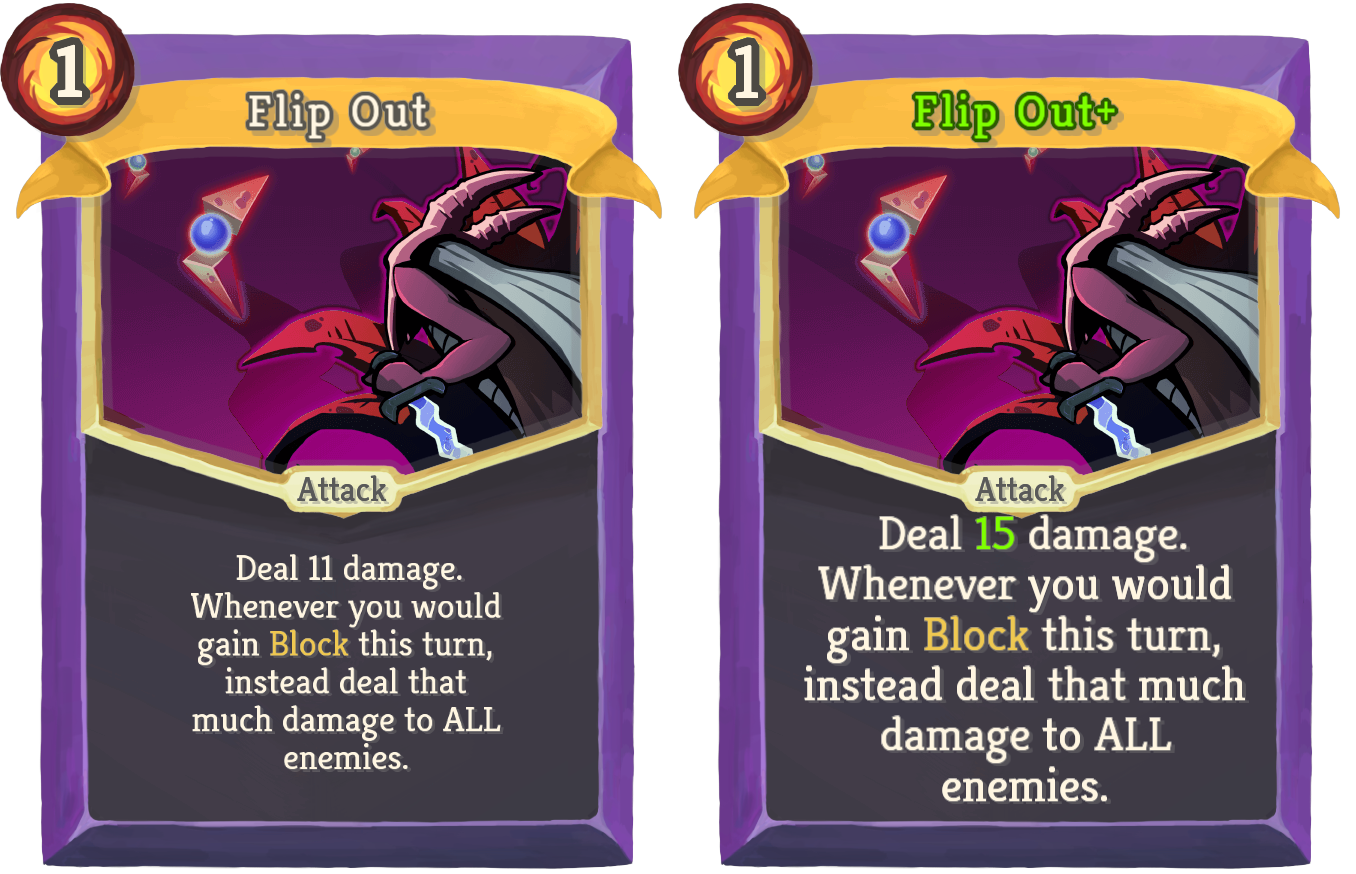 1
Flip Out
Attack
Deal 11 damage.
Whenever you would
gain Block this turn,
instead deal that
much damage to ALL
enemies.
1
Flip Out+
Attack
Deal 15 damage.
Whenever you would
gain Block this turn,
instead deal that much
damage to ALL
enemies.